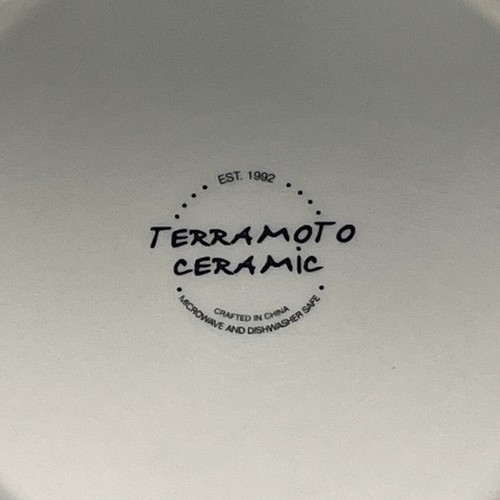 EST. 1992
TERRAMOTO
CERAMIC
CRAFTED IN CHINA
MICROWAVE AND DISHWASHER SAFE